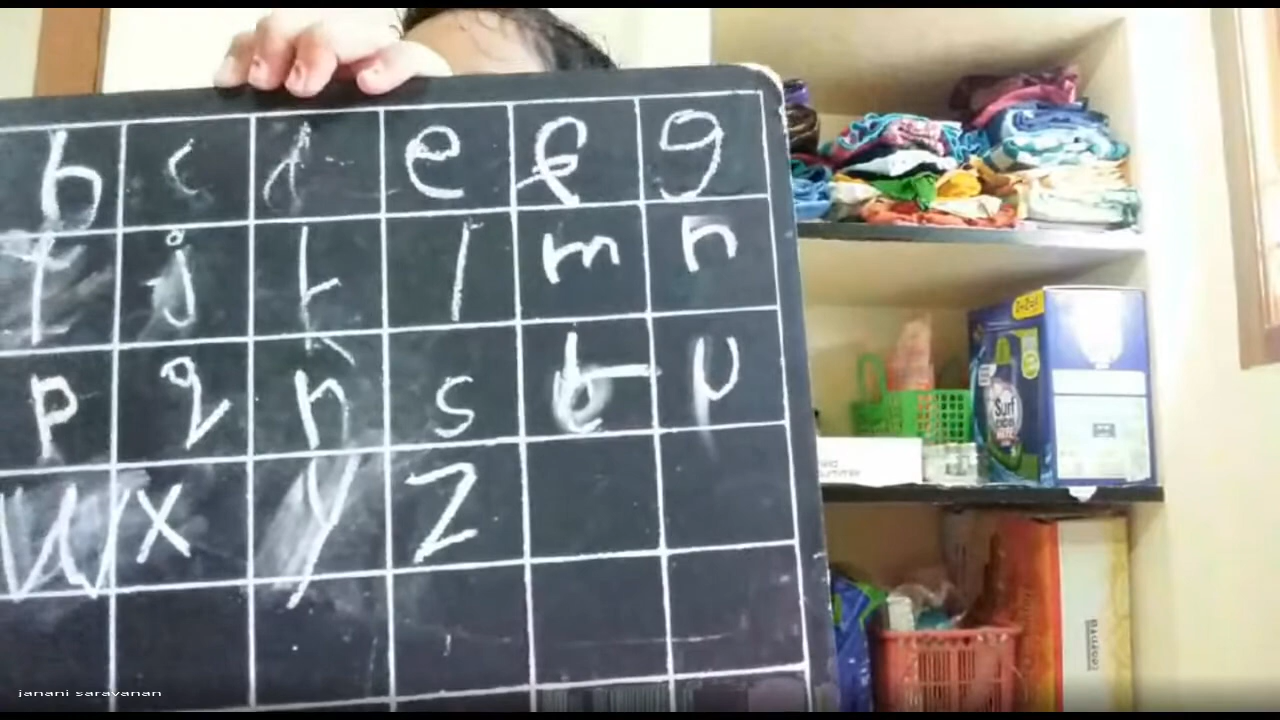 b c d e f g
i j k l m n
p q r s t u
w x y z
Surf
excel
janani saravanan